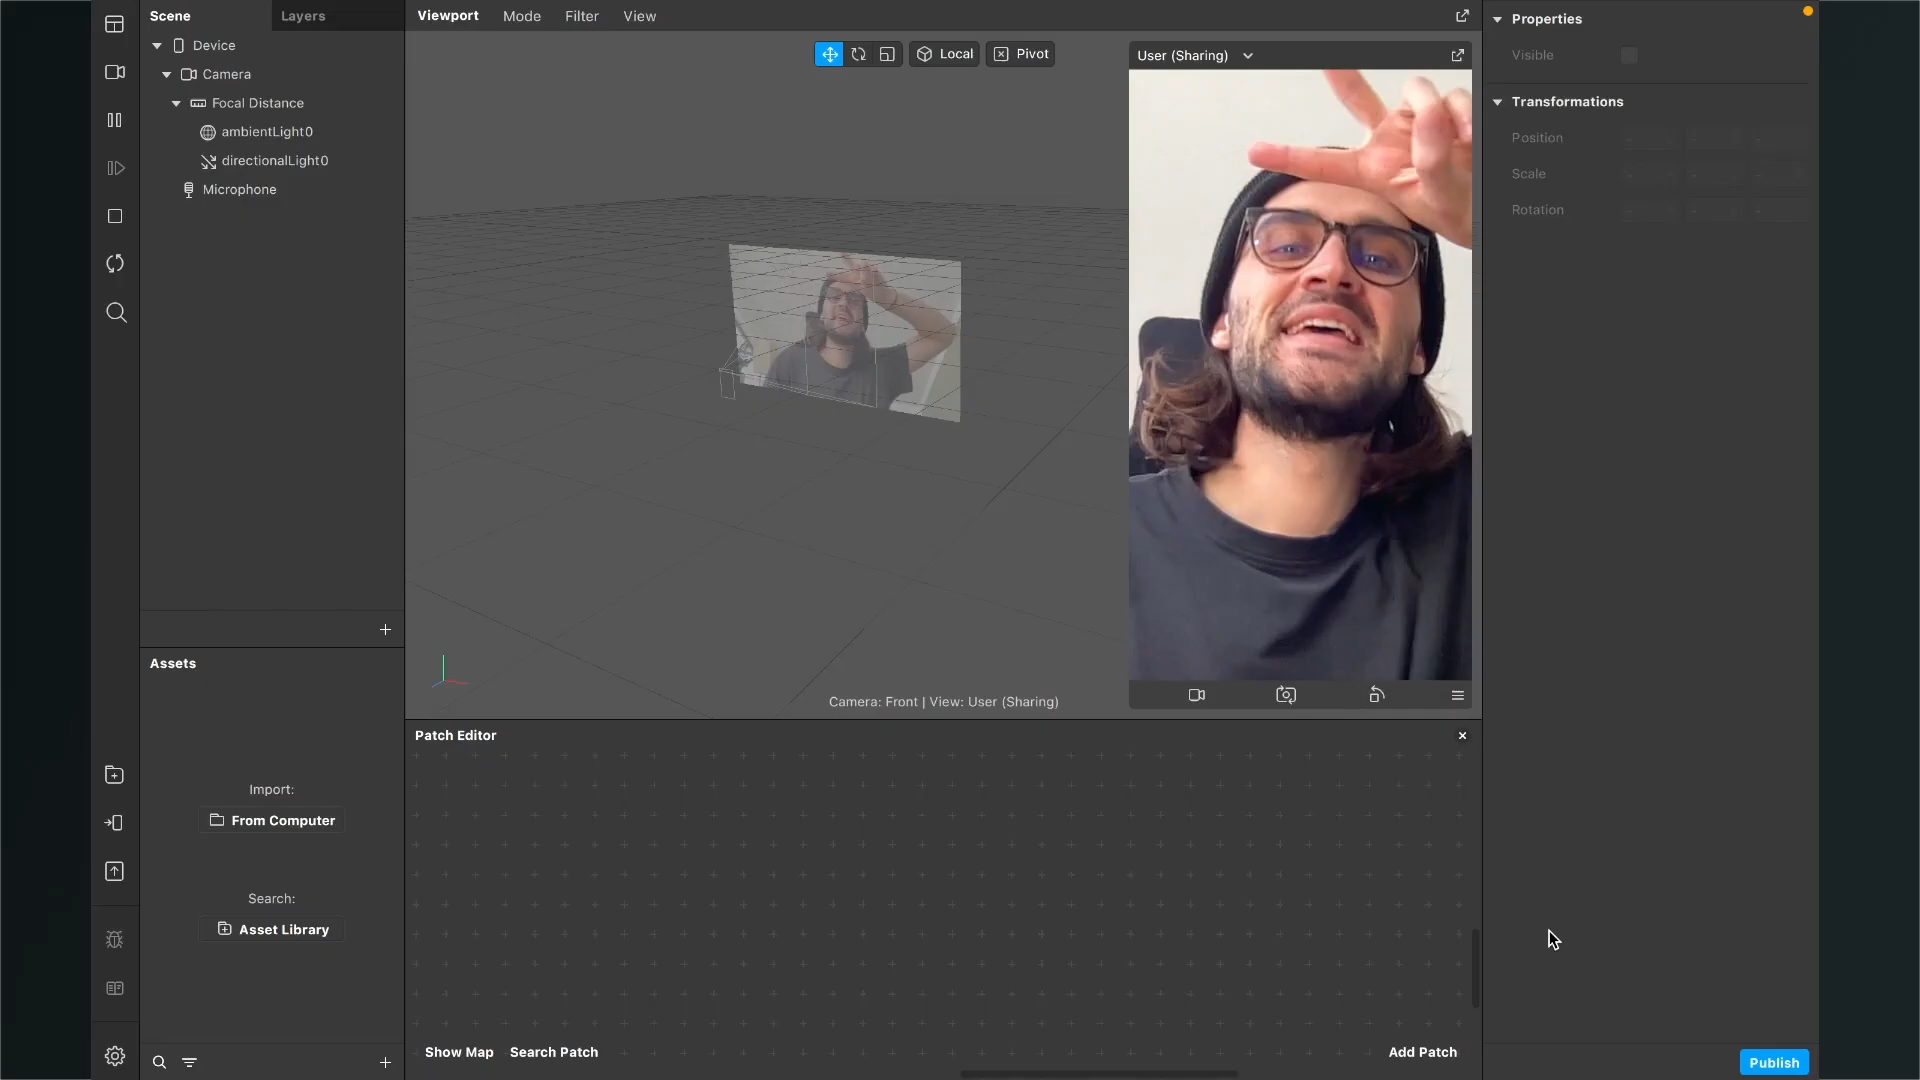 Scene
Layers
Device
Camera
Focal Distance
ambientLight0
directionalLight0
Microphone
Assets
Import:
From Computer
Search:
Asset Library
Viewport
Mode
Filter
View
Local
Pivot
User (Sharing)
Camera: Front | View: User (Sharing)
Patch Editor
Show Map
Search Patch
Add Patch
Properties
Visible
Transformations
Position
Scale
Rotation
Publish